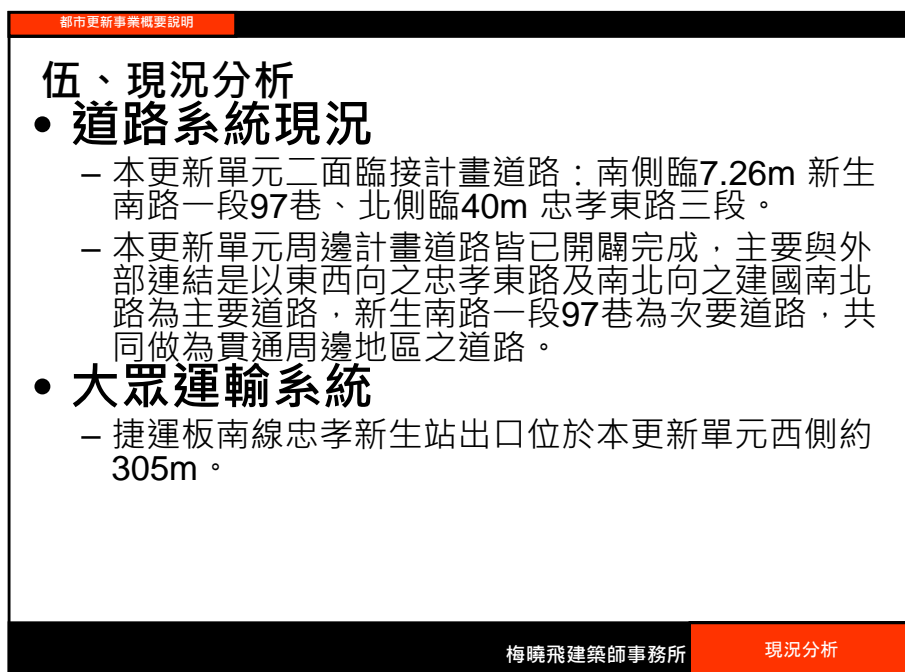 都市更新事業概要說明
伍、現況分析
• 道路系統現況
– 本更新單元二面臨接計畫道路：南側臨7.26m 新生
南路一段97巷、北側臨40m 忠孝東路三段。
– 本更新單元周邊計畫道路皆已開闢完成，主要與外
部連結是以東西向之忠孝東路及南北向之建國南北
路為主要道路，新生南路一段97巷為次要道路，共
同做為貫通周邊地區之道路。
• 大眾運輸系統
– 捷運板南線忠孝新生站出口位於本更新單元西側約
305m。
梅曉飛建築師事務所
現況分析